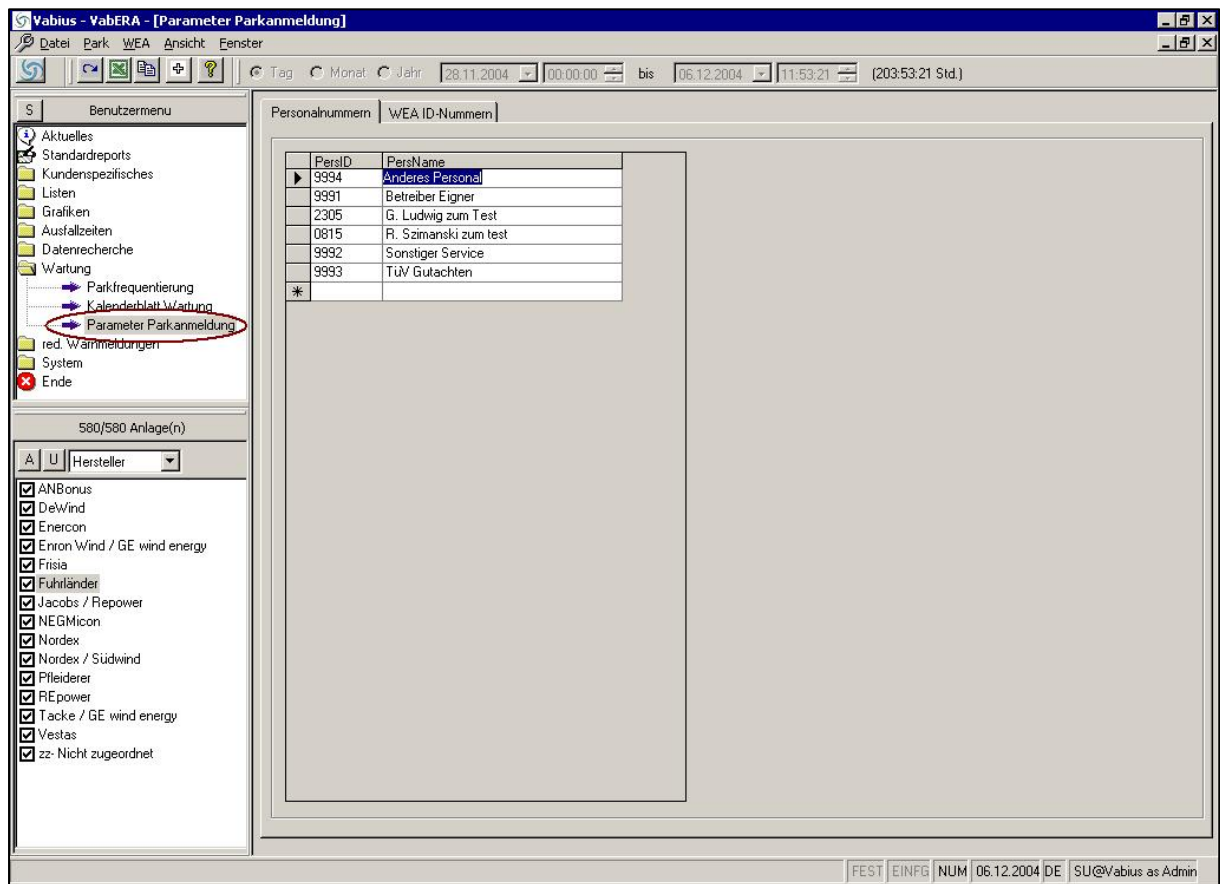 Vabius - VabERA - [Parameter Parkanmeldung]
Datei Park WEA Ansicht Fenster
Tag Monat Jahr 28.11.2004 00:00:00 bis 06.12.2004 11:53:21 (203:53:21 Std.)
S Benutzermenu
Aktuelles
Standardreports
Kundenspezifisches
Listen
Grafiken
Ausfallzeiten
Datenrecherche
Wartung
Parkfrequentierung
Kalenderblatt Wartung
Parameter Parkanmeldung
red. Warnmeldungen
System
Ende
580/580 Anlage(n)
A U Hersteller
ANBonus
DeWind
Enercon
Enron Wind / GE wind energy
Frisia
Fuhrländer
Jacobs / Repower
NEGMicon
Nordex
Nordex / Südwind
Pfleiderer
REpower
Tacke / GE wind energy
Vestas
zz- Nicht zugeordnet
Personalnummern WEA ID-Nummern
PersID PersName
9994 Anderes Personal
9991 Betreiber Eigner
2305 G. Ludwig zum Test
0815 R. Szimanski zum test
9992 Sonstiger Service
9993 TüV Gutachten
FEST EINFG NUM 06.12.2004 DE SU@Vabius as Admin